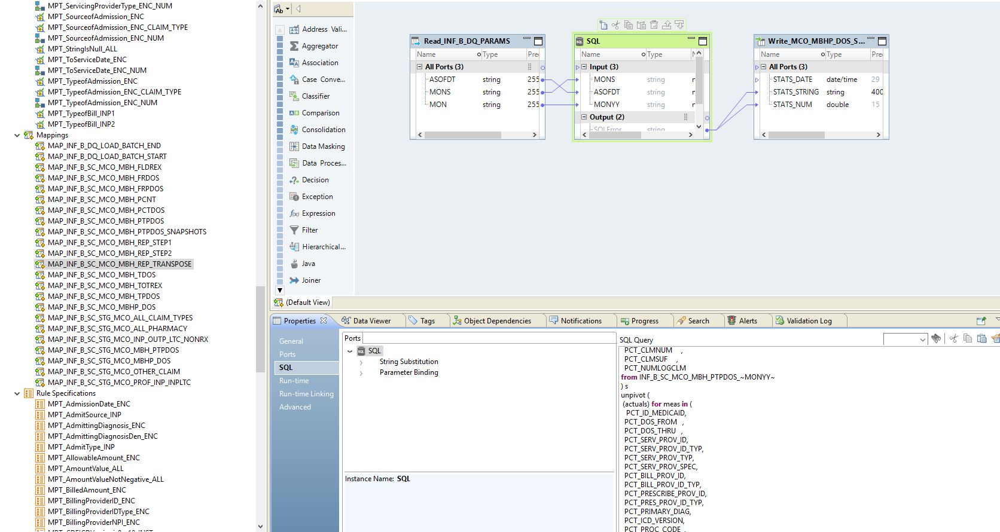 MPT_ServicingProviderType_ENC_NUM
MPT_SourceofAdmission_ENC
MPT_SourceofAdmission_ENC_CLAIM_TYPE
MPT_SourceofAdmission_ENC_NUM
MPT_StringIsNull_ALL
MPT_ToServiceDate_ENC
MPT_ToServiceDate_ENC_NUM
MPT_TypeofAdmission_ENC
MPT_TypeofAdmission_ENC_CLAIM_TYPE
MPT_TypeofAdmission_ENC_NUM
MPT_TypeofBill_INP1
MPT_TypeofBill_INP2
Mappings
MAP_INF_B_DQ_LOAD_BATCH_END
MAP_INF_B_DQ_LOAD_BATCH_START
MAP_INF_B_SC_MCO_MBH_FLDREX
MAP_INF_B_SC_MCO_MBH_FRDOS
MAP_INF_B_SC_MCO_MBH_FRPDOS
MAP_INF_B_SC_MCO_MBH_PCNT
MAP_INF_B_SC_MCO_MBH_PCTDOS
MAP_INF_B_SC_MCO_MBH_PTPDOS
MAP_INF_B_SC_MCO_MBH_PTPDOS_SNAPSHOTS
MAP_INF_B_SC_MCO_MBH_REP_STEP1
MAP_INF_B_SC_MCO_MBH_REP_STEP2
MAP_INF_B_SC_MCO_MBH_REP_TRANSPOSE
MAP_INF_B_SC_MCO_MBH_TDOS
MAP_INF_B_SC_MCO_MBH_TOTREX
MAP_INF_B_SC_MCO_MBH_TPDOS
MAP_INF_B_SC_MCO_MBHP_DOS
MAP_INF_B_SC_STG_MCO_ALL_CLAIM_TYPES
MAP_INF_B_SC_STG_MCO_ALL_PHARMACY
MAP_INF_B_SC_STG_MCO_INP_OUTP_LTC_NONRX
MAP_INF_B_SC_STG_MCO_MBH_PTPDOS
MAP_INF_B_SC_STG_MCO_MBHP_DOS
MAP_INF_B_SC_STG_MCO_OTHER_CLAIM
MAP_INF_B_SC_STG_MCO_PROF_INP_INPLTC
Rule Specifications
MPT_AdmissionDate_ENC
MPT_AdmitSource_INP
MPT_AdmittingDiagnosis_ENC
MPT_AdmittingDiagnosisDen_ENC
MPT_AdmitType_INP
MPT_AllowableAmount_ENC
MPT_AmountValue_ALL
MPT_AmountValueNotNegative_ALL
MPT_BilledAmount_ENC
MPT_BillingProviderID_ENC
MPT_BillingProviderIDType_ENC
MPT_BillingProviderNPI_ENC
Ab
Address Vali...
Aggregator
Association
Case Conve...
Classifier
Comparison
Consolidation
Data Masking
Data Proces...
Decision
Exception
Expression
Filter
Hierarchical...
Java
Joiner
Read_INF_B_DQ_PARAMS
Name Type Pre
All Ports (3)
ASOFDT string 255
MONS string 255
MON string 255
SQL
Name Type
Input (3)
MONS string
ASOFDT string
MONYY string
Output (2)
SQLError string
Write_MCO_MBHP_DOS_S...
Name Type Pre
All Ports (3)
STATS_DATE date/time 29
STATS_STRING string 400
STATS_NUM double 15
(Default View)
Properties Data Viewer Tags Object Dependencies Notifications Progress Search Alerts Validation Log
General
Ports
SQL
Run-time
Run-time Linking
Advanced
Ports
SQL
String Substitution
Parameter Binding
Instance Name: SQL
SQL Query
PCT_CLMNUM ,
PCT_CLMSUF ,
PCT_NUMLOGCLM
from INF_B_SC_MCO_MBH_PTPDOS_~MONYY~
) s
unpivot (
(actuals) for meas in (
PCT_ID_MEDICAID,
PCT_DOS_FROM ,
PCT_DOS_THRU ,
PCT_SERV_PROV_ID,
PCT_SERV_PROV_ID_TYP,
PCT_SERV_PROV_TYP,
PCT_SERV_PROV_SPEC,
PCT_BILL_PROV_ID,
PCT_BILL_PROV_ID_TYP,
PCT_PRESCRIBE_PROV_ID,
PCT_PRES_PROV_ID_TYP,
PCT_PRIMARY_DIAG,
PCT_ICD_VERSION,
PCT_PROC_CODE ,